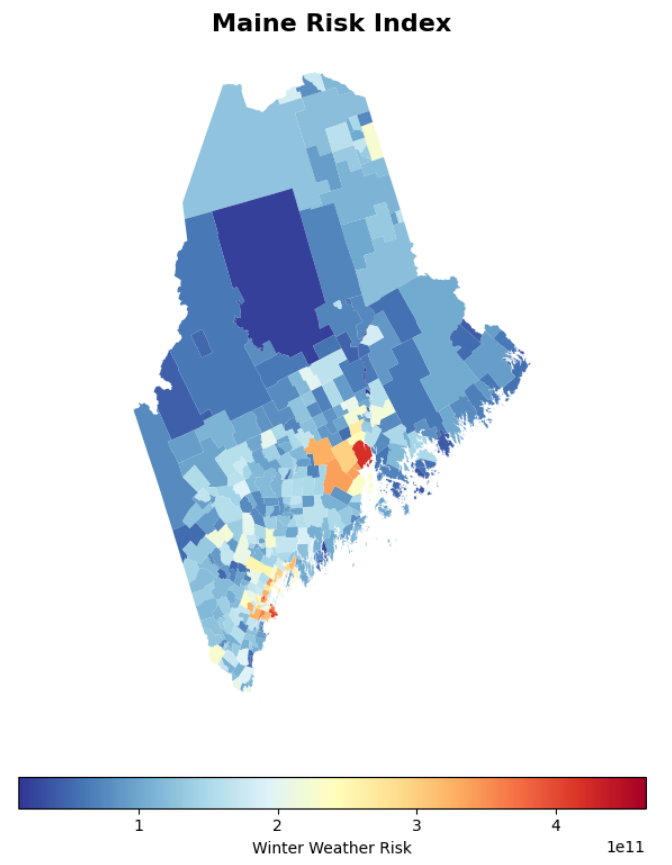 Maine Risk Index
1 2 3 4
1e11
Winter Weather Risk